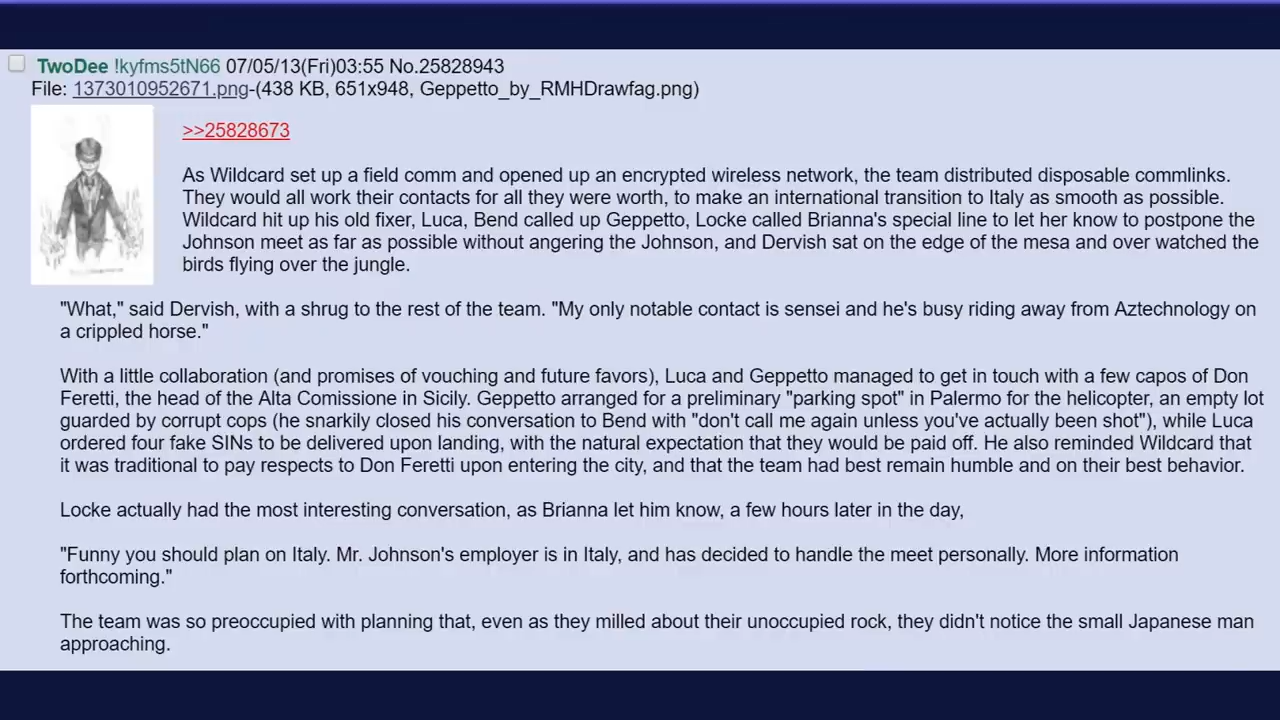 TwoDee !kyfms5tN66 07/05/13(Fri)03:55 No.25828943
File: 1373010952671.png-(438 KB, 651x948, Geppetto_by_RMHDrawfag.png)
>>25828673
As Wildcard set up a field comm and opened up an encrypted wireless network, the team distributed disposable commlinks.
They would all work their contacts for all they were worth, to make an international transition to Italy as smooth as possible.
Wildcard hit up his old fixer, Luca, Bend called up Geppetto, Locke called Brianna's special line to let her know to postpone the
Johnson meet as far as possible without angering the Johnson, and Dervish sat on the edge of the mesa and over watched the
birds flying over the jungle.
"What," said Dervish, with a shrug to the rest of the team. "My only notable contact is sensei and he's busy riding away from Aztechnology on
a crippled horse."
With a little collaboration (and promises of vouching and future favors), Luca and Geppetto managed to get in touch with a few capos of Don
Feretti, the head of the Alta Comissione in Sicily. Geppetto arranged for a preliminary "parking spot" in Palermo for the helicopter, an empty lot
guarded by corrupt cops (he snarkily closed his conversation to Bend with "don't call me again unless you've actually been shot"), while Luca
ordered four fake SINs to be delivered upon landing, with the natural expectation that they would be paid off. He also reminded Wildcard that
it was traditional to pay respects to Don Feretti upon entering the city, and that the team had best remain humble and on their best behavior.
Locke actually had the most interesting conversation, as Brianna let him know, a few hours later in the day,
"Funny you should plan on Italy. Mr. Johnson's employer is in Italy, and has decided to handle the meet personally. More information
forthcoming."
The team was so preoccupied with planning that, even as they milled about their unoccupied rock, they didn't notice the small Japanese man
approaching.